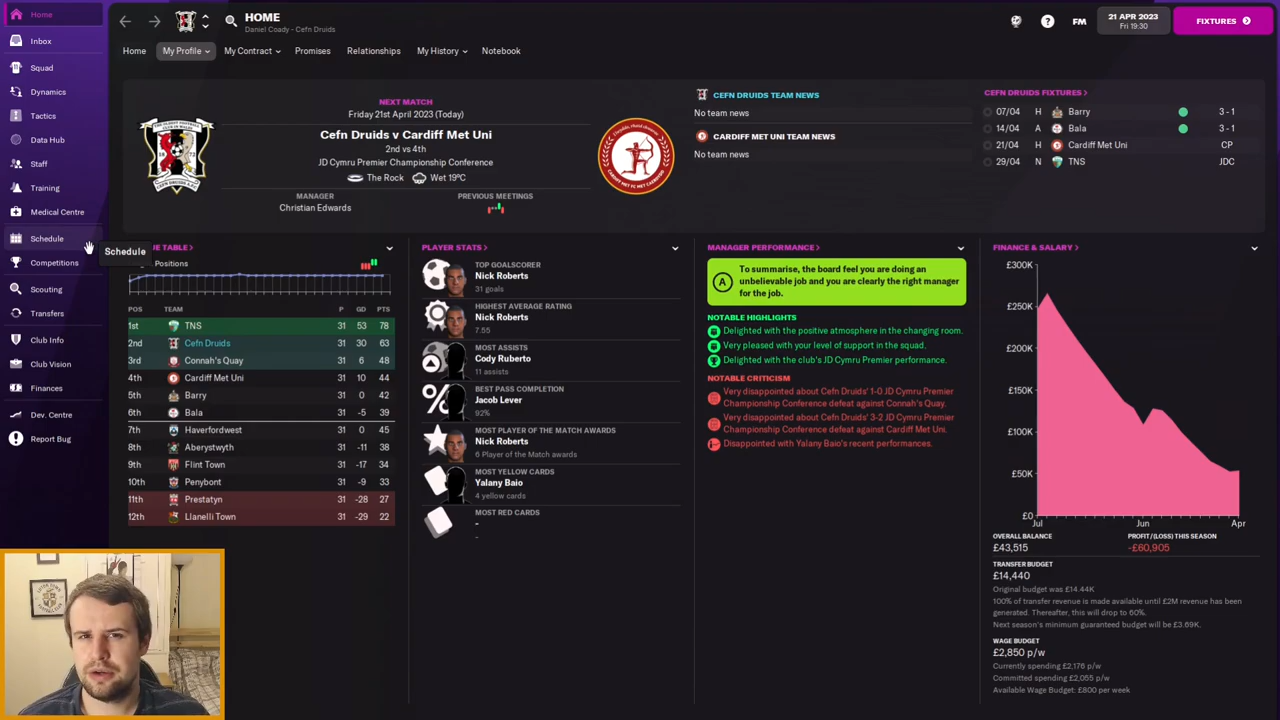 Home
HOME
Daniel Coady - Cefn Druids
FM
21 APR 2023
Fri 19:30
FIXTURES
Inbox
Squad
Dynamics
Tactics
Data Hub
Staff
Training
Medical Centre
Schedule
Schedule
Competitions
Scouting
Transfers
Club Info
Club Vision
Finances
Dev. Centre
Report Bug
Home
My Profile
My Contract
Promises
Relationships
My History
Notebook
NEXT MATCH
Friday 21st April 2023 (Today)
Cefn Druids v Cardiff Met Uni
2nd vs 4th
JD Cymru Premier Championship Conference
The Rock
Wet 19ºC
MANAGER
Christian Edwards
PREVIOUS MEETINGS
CEFN DRUIDS TEAM NEWS
No team news
CARDIFF MET UNI TEAM NEWS
No team news
CEFN DRUIDS FIXTURES >
07/04 H Barry 3 - 1
14/04 A Bala 3 - 1
21/04 H Cardiff Met Uni CP
29/04 N TNS JDC
UE TABLE >
Positions
POS TEAM P GD PTS
1st TNS 31 53 78
2nd Cefn Druids 31 30 63
3rd Connah's Quay 31 6 48
4th Cardiff Met Uni 31 10 44
5th Barry 31 0 42
6th Bala 31 -5 39
7th Haverfordwest 31 0 45
8th Aberystwyth 31 -11 38
9th Flint Town 31 -17 34
10th Penybont 31 -9 33
11th Prestatyn 31 -28 27
12th Llanelli Town 31 -29 22
PLAYER STATS >
TOP GOALSCORER
Nick Roberts
31 goals
HIGHEST AVERAGE RATING
Nick Roberts
7.55
MOST ASSISTS
Cody Ruberto
11 assists
BEST PASS COMPLETION
Jacob Lever
92%
MOST PLAYER OF THE MATCH AWARDS
Nick Roberts
6 Player of the Match awards
MOST YELLOW CARDS
Yalany Baio
4 yellow cards
MOST RED CARDS
-
-
MANAGER PERFORMANCE >
A
To summarise, the board feel you are doing an
unbelievable job and you are clearly the right manager
for the job.
NOTABLE HIGHLIGHTS
Delighted with the positive atmosphere in the changing room.
Very pleased with your level of support in the squad.
Delighted with the club's JD Cymru Premier performance.
NOTABLE CRITICISM
Very disappointed about Cefn Druids' 1-0 JD Cymru Premier
Championship Conference defeat against Connah's Quay.
Very disappointed about Cefn Druids' 3-2 JD Cymru Premier
Championship Conference defeat against Cardiff Met Uni.
Disappointed with Yalany Baio's recent performances.
FINANCE & SALARY >
£300K
£250K
£200K
£150K
£100K
£50K
£0
Jul Jun Apr
OVERALL BALANCE
£43,515
PROFIT/(LOSS) THIS SEASON
-£60,905
TRANSFER BUDGET
£14,440
Original budget was £14.44K
100% of transfer revenue is made available until £2M revenue has been
generated. Thereafter, this will drop to 60%.
Next season's minimum guaranteed budget will be £3.69K.
WAGE BUDGET
£2,850 p/w
Currently spending £2,176 p/w
Committed spending £2,055 p/w
Available Wage Budget: £800 per week